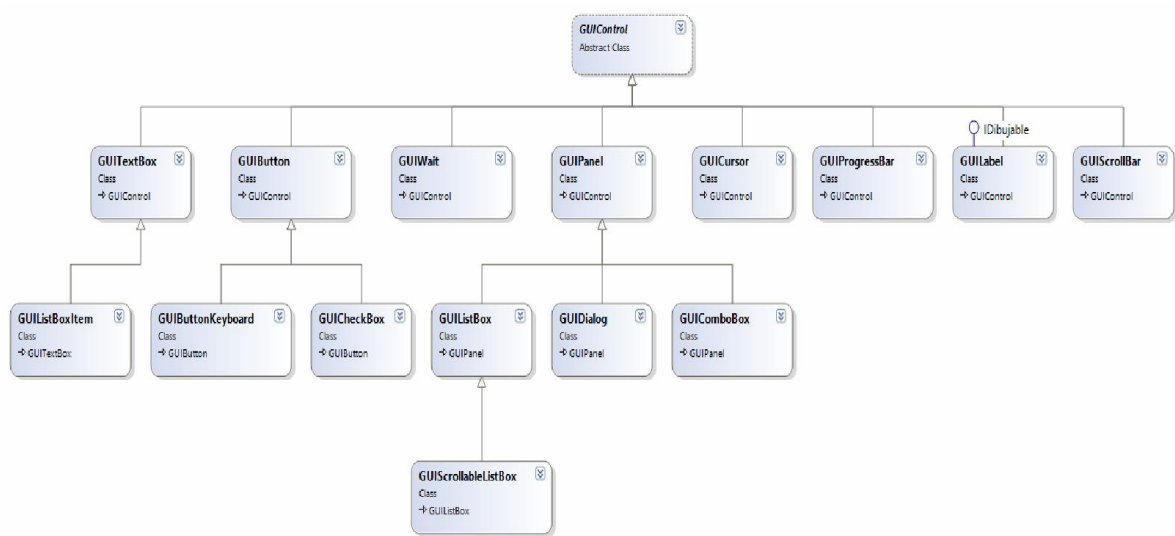 GUIControl
Abstract Class
IDibujable
GUITextBox
Class
GUIControl
GUIButton
Class
GUIControl
GUIWait
Class
GUIControl
GUIPanel
Class
GUIControl
GUICursor
Class
GUIControl
GUIProgressBar
Class
GUIControl
GUILabel
Class
GUIControl
GUIScrollBar
Class
GUIControl
GUIListBoxItem
Class
GUITextBox
GUIButtonKeyboard
Class
GUIButton
GUICheckBox
Class
GUIButton
GUIListBox
Class
GUIPanel
GUIDialog
Class
GUIPanel
GUIComboBox
Class
GUIPanel
GUIScrollableListBox
Class
GUIListBox